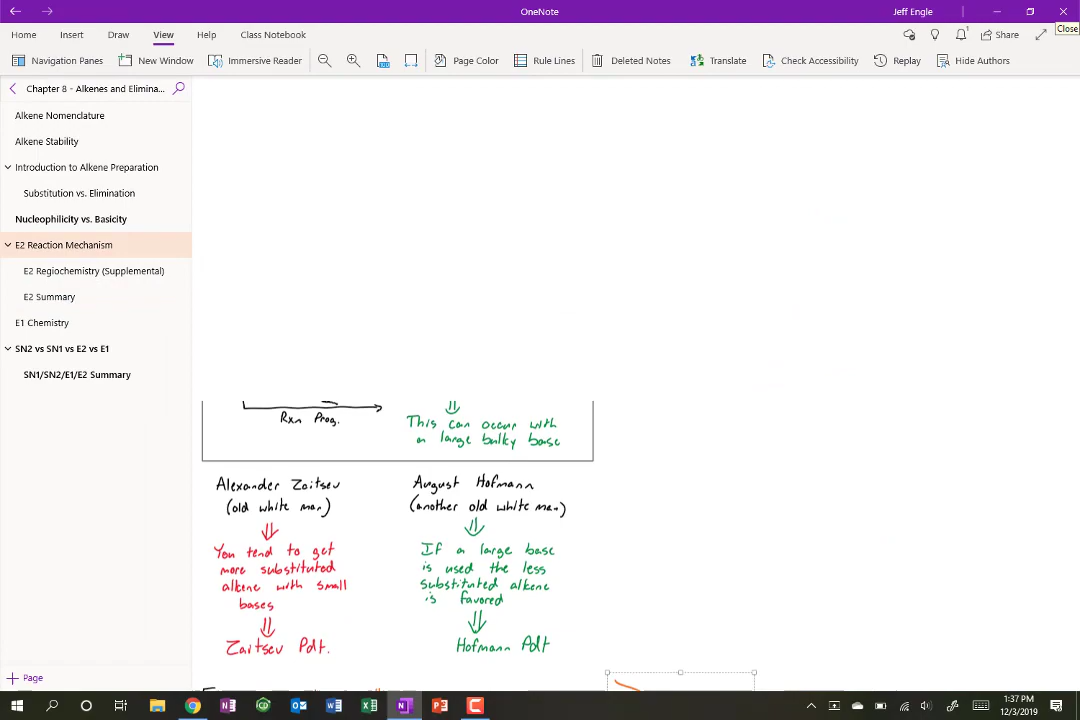 OneNote
Jeff Engle
Close
Home Insert Draw View Help Class Notebook
Share
Navigation Panes New Window Immersive Reader Page Color Rule Lines Deleted Notes Translate Check Accessibility Replay Hide Authors
Chapter 8 - Alkenes and Elimina...
Alkene Nomenclature
Alkene Stability
Introduction to Alkene Preparation
Substitution vs. Elimination
Nucleophilicity vs. Basicity
E2 Reaction Mechanism
E2 Regiochemistry (Supplemental)
E2 Summary
E1 Chemistry
SN2 vs SN1 vs E2 vs E1
SN1/SN2/E1/E2 Summary
Page
Rxn Prog.
This can occur with
a large bulky base
Alexander Zaitsev
(old white man)
You tend to get
more substituted
alkene with small
bases
Zaitsev Pdt.
August Hofmann
(another old white man)
If a large base
is used the less
substituted alkene
is favored
Hofmann Pdt
1:37 PM
12/3/2019